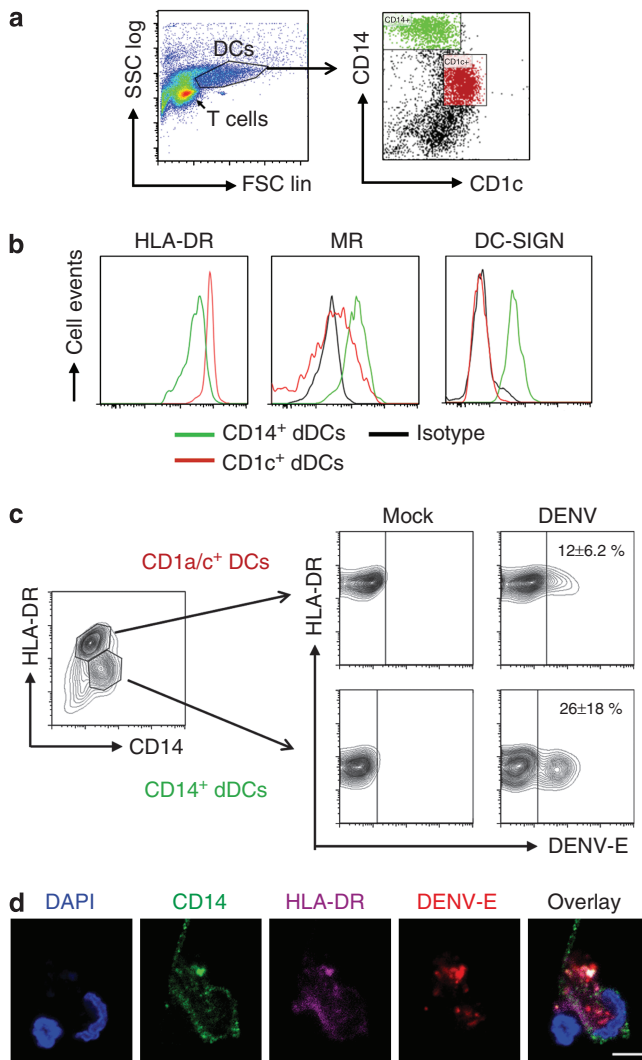 a
SSC log
DCs
T cells
FSC lin
CD14
CD14+
CD1c+
CD1c
b
HLA-DR
MR
DC-SIGN
Cell events
CD14+ dDCs
Isotype
CD1c+ dDCs
c
Mock
DENV
CD1a/c+ DCs
12±6.2 %
HLA-DR
HLA-DR
CD14
26±18 %
CD14+ dDCs
DENV-E
d
DAPI
CD14
HLA-DR
DENV-E
Overlay